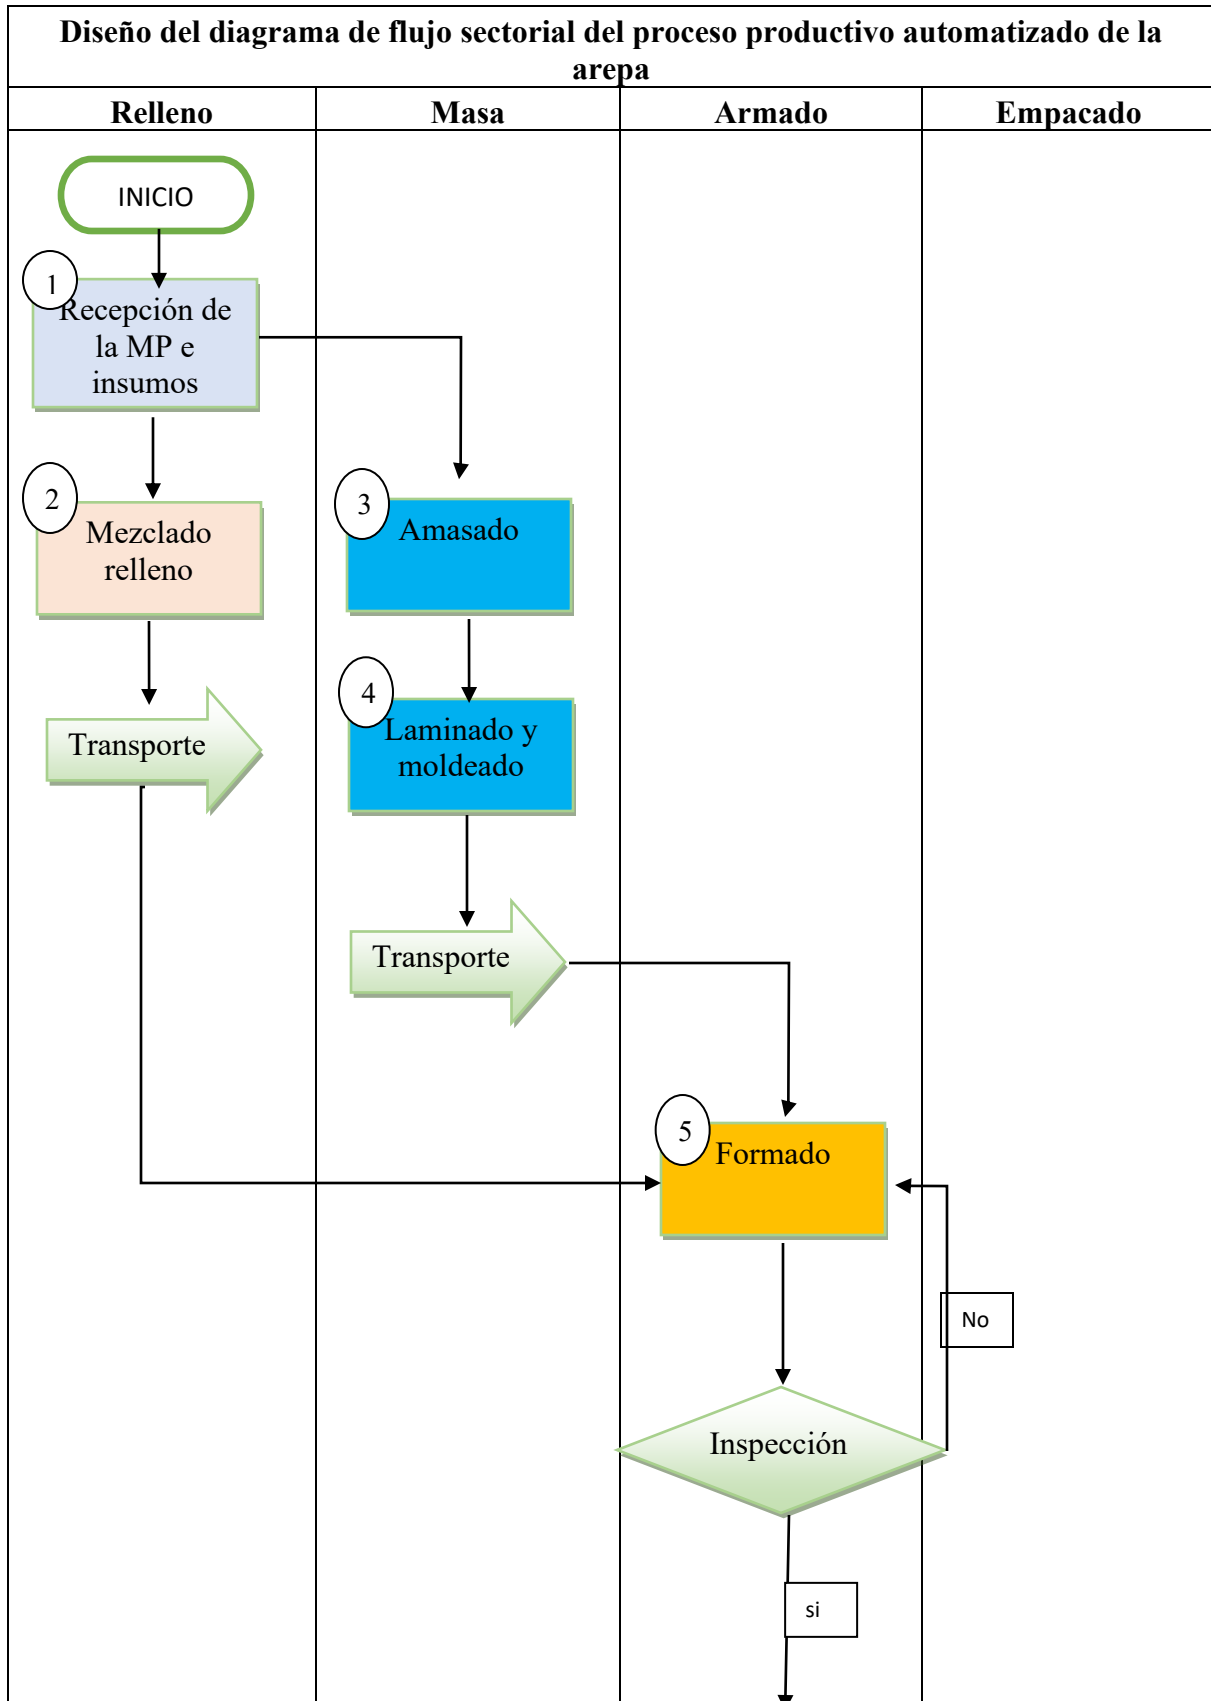 Diseño del diagrama de flujo sectorial del proceso productivo automatizado de la
arepa
Relleno
Masa
Armado
Empacado
INICIO
1
Recepción de
la MP e
insumos
2
Mezclado
relleno
3
Amasado
4
Laminado y
moldeado
Transporte
Transporte
5
Formado
No
Inspección
si